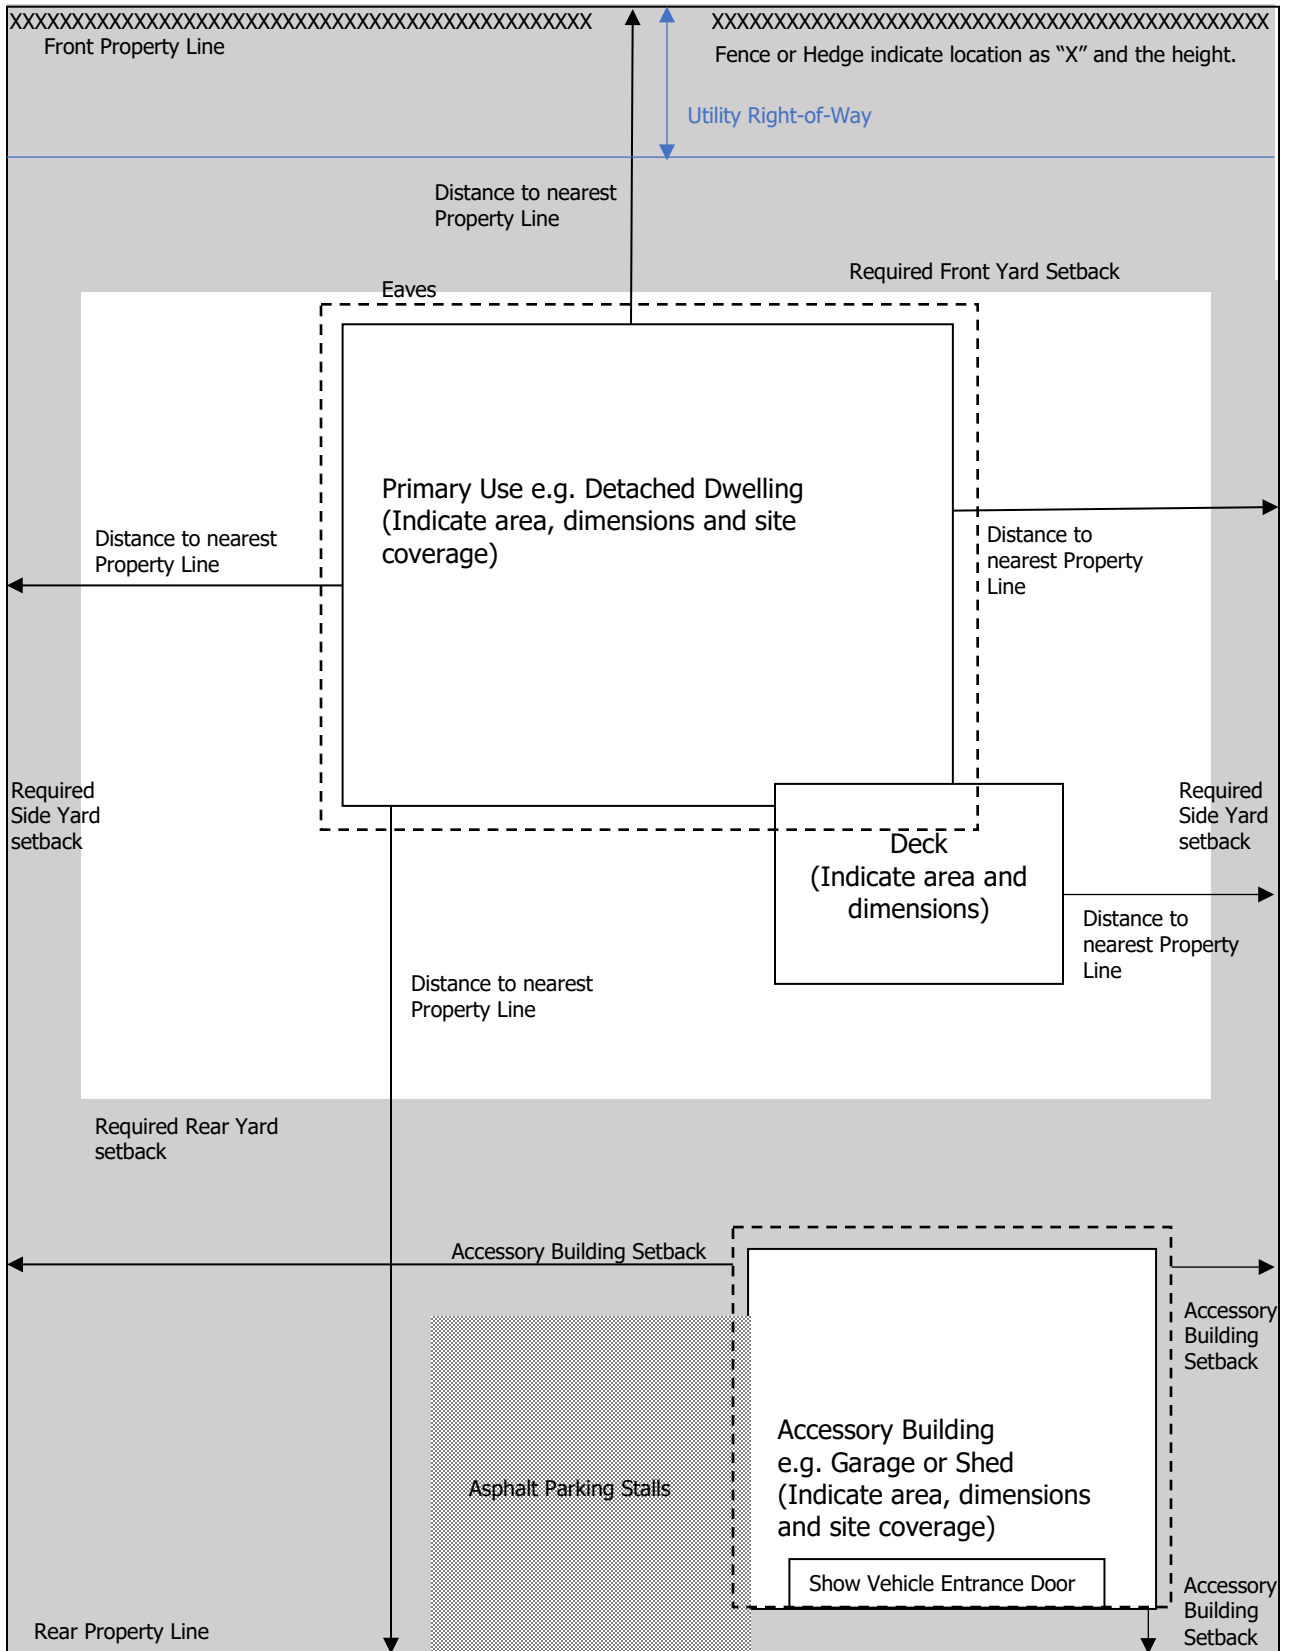 XXXXXXXXXXXXXXXXXXXXXXXXXXXXXXXXXXXXXXXXXXXXXXX XXXXXXXXXXXXXXXXXXXXXXXXXXXXXXXXXXXXXXXXXXXXX
Front Property Line
Fence or Hedge indicate location as “X” and the height.
Utility Right-of-Way
Distance to nearest
Property Line
Required Front Yard Setback
Eaves
Primary Use e.g. Detached Dwelling
(Indicate area, dimensions and site
coverage)
Distance to nearest
Property Line
Distance to
nearest Property
Line
Required
Side Yard
setback
Required
Side Yard
setback
Deck
(Indicate area and
dimensions)
Distance to
nearest Property
Line
Distance to nearest
Property Line
Required Rear Yard
setback
Accessory Building Setback
Accessory
Building
Setback
Accessory Building
e.g. Garage or Shed
(Indicate area, dimensions
and site coverage)
Asphalt Parking Stalls
Show Vehicle Entrance Door
Accessory
Building
Setback
Rear Property Line